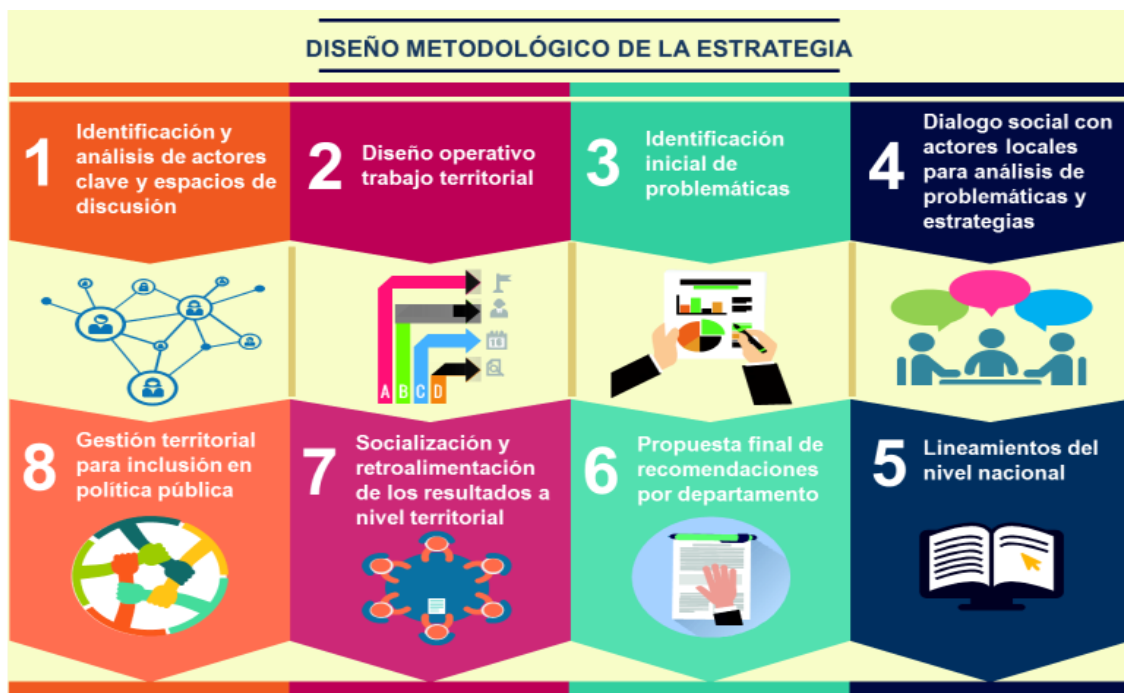 DISEÑO METODOLÓGICO DE LA ESTRATEGIA
1
Identificación y
análisis de actores
clave y espacios de
discusión
2
Diseño operativo
trabajo territorial
3
Identificación
inicial de
problemáticas
4
Dialogo social con
actores locales
para análisis de
problemáticas y
estrategias
A B C D
16
8
Gestión territorial
para inclusión en
política pública
7
Socialización y
retroalimentación
de los resultados a
nivel territorial
6
Propuesta final de
recomendaciones
por departamento
5
Lineamientos del
nivel nacional